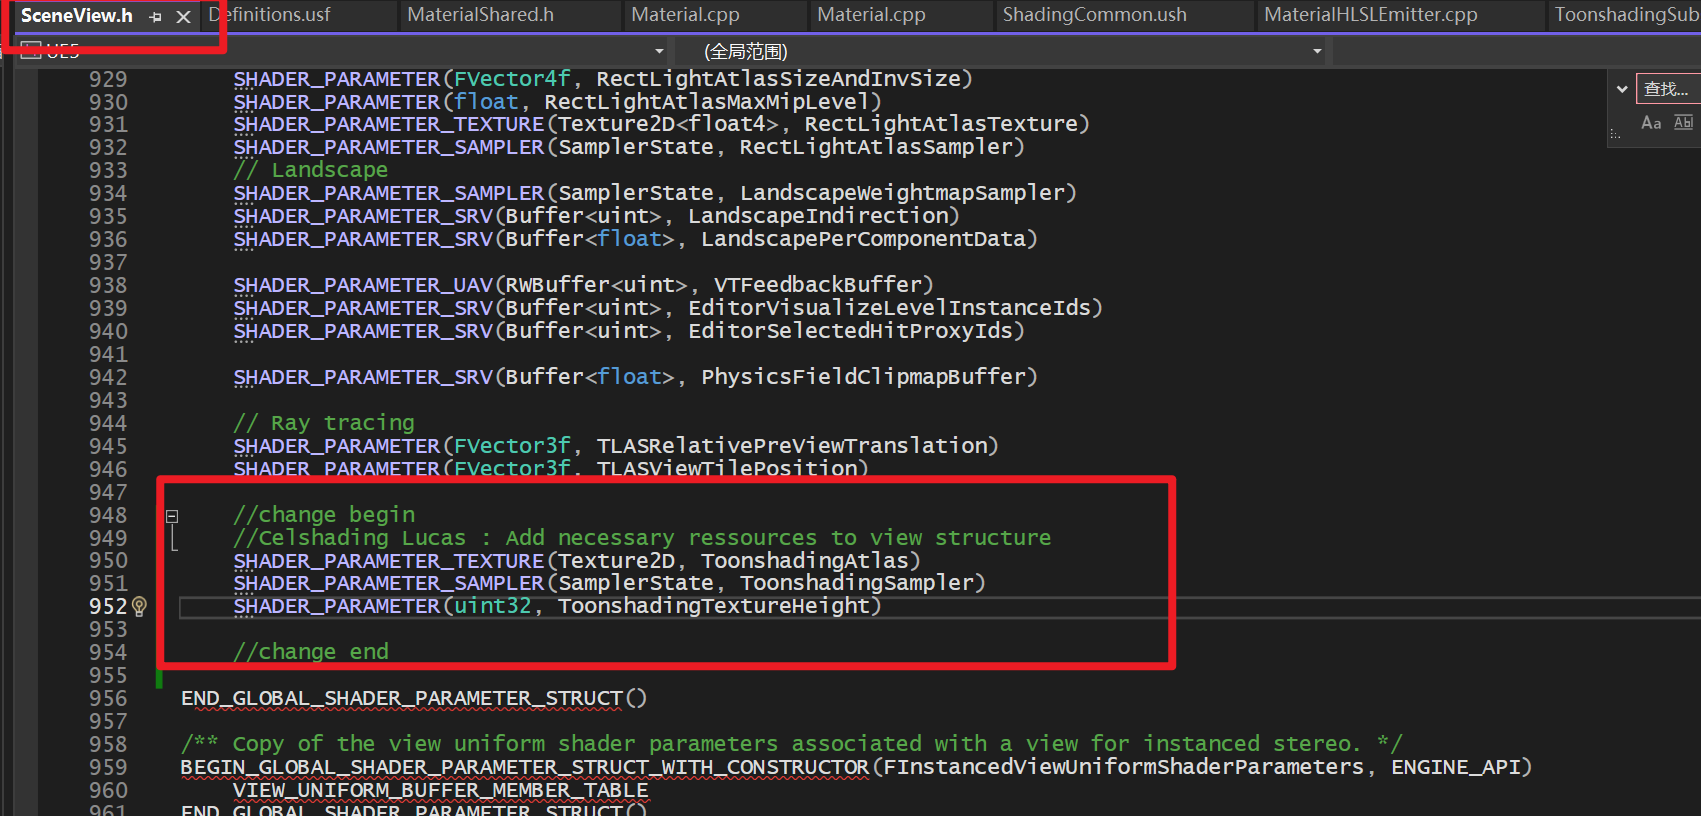 SceneView.h Definitions.usf MaterialShared.h Material.cpp Material.cpp ShadingCommon.ush MaterialHLSLEmitter.cpp ToonshadingSub
UE5 (全局范围)
929 SHADER_PARAMETER(FVector4f, RectLightAtlasSizeAndInvSize)
930 SHADER_PARAMETER(float, RectLightAtlasMaxMipLevel)
查找...
931 SHADER_PARAMETER_TEXTURE(Texture2D<float4>, RectLightAtlasTexture)
Aa Abl
932 SHADER_PARAMETER_SAMPLER(SamplerState, RectLightAtlasSampler)
933 // Landscape
934 SHADER_PARAMETER_SAMPLER(SamplerState, LandscapeWeightmapSampler)
935 SHADER_PARAMETER_SRV(Buffer<uint>, LandscapeIndirection)
936 SHADER_PARAMETER_SRV(Buffer<float>, LandscapePerComponentData)
937
938 SHADER_PARAMETER_UAV(RWBuffer<uint>, VTFeedbackBuffer)
939 SHADER_PARAMETER_SRV(Buffer<uint>, EditorVisualizeLevelInstanceIds)
940 SHADER_PARAMETER_SRV(Buffer<uint>, EditorSelectedHitProxyIds)
941
942 SHADER_PARAMETER_SRV(Buffer<float>, PhysicsFieldClipmapBuffer)
943
944 // Ray tracing
945 SHADER_PARAMETER(FVector3f, TLASRelativePreViewTranslation)
946 SHADER_PARAMETER(FVector3f, TLASViewTilePosition)
947
948 //change begin
949 //Celshading Lucas : Add necessary ressources to view structure
950 SHADER_PARAMETER_TEXTURE(Texture2D, ToonshadingAtlas)
951 SHADER_PARAMETER_SAMPLER(SamplerState, ToonshadingSampler)
952 SHADER_PARAMETER(uint32, ToonshadingTextureHeight)
953
954 //change end
955
956 END_GLOBAL_SHADER_PARAMETER_STRUCT()
957
958 /** Copy of the view uniform shader parameters associated with a view for instanced stereo. */
959 BEGIN_GLOBAL_SHADER_PARAMETER_STRUCT_WITH_CONSTRUCTOR(FInstancedViewUniformShaderParameters, ENGINE_API)
960 VIEW_UNIFORM_BUFFER_MEMBER_TABLE
961 END_GLOBAL_SHADER_PARAMETER_STRUCT()